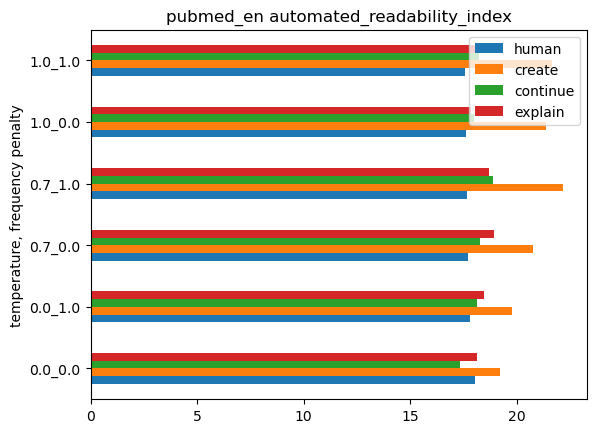 pubmed_en automated_readability_index
temperature, frequency penalty
1.0_1.0
1.0_0.0
0.7_1.0
0.7_0.0
0.0_1.0
0.0_0.0
0
5
10
15
20
human
create
continue
explain